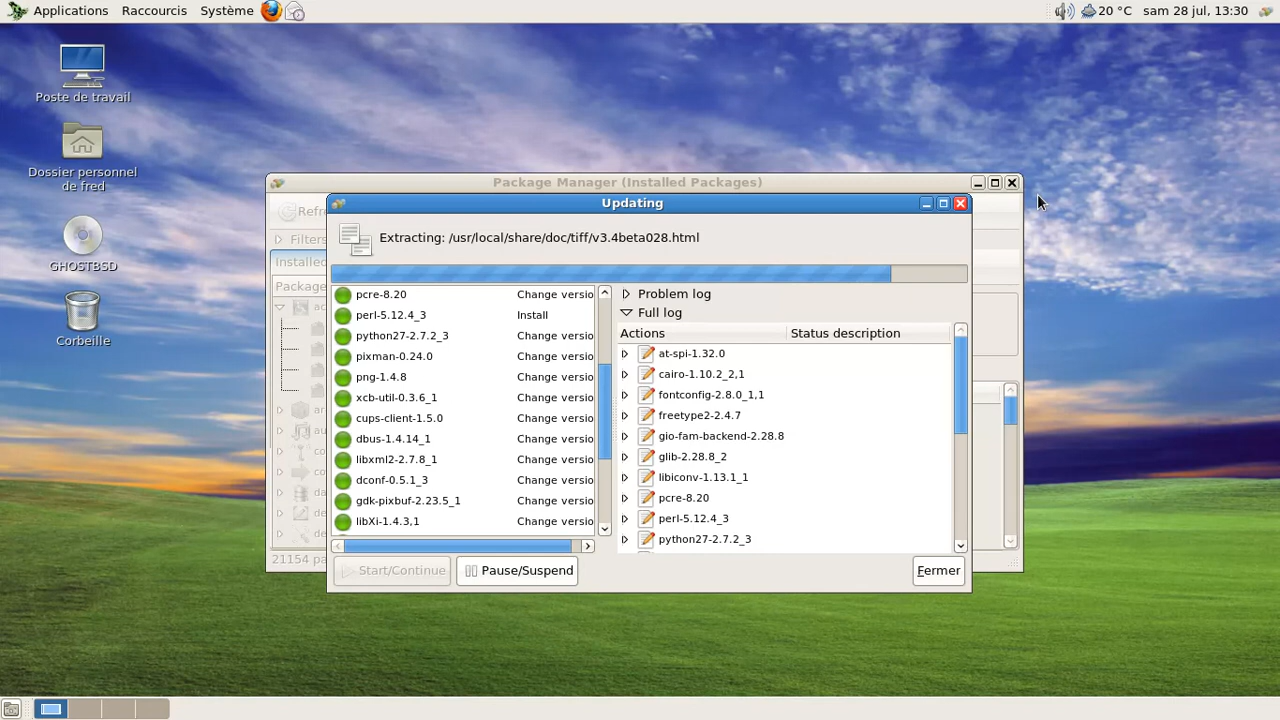 Applications Raccourcis Système
20 °C sam 28 jul, 13:30
Poste de travail
Dossier personnel
de fred
GHOSTBSD
Corbeille
Package Manager (Installed Packages)
Refr
Filters
Installed
Package
21154 pa
Updating
Extracting: /usr/local/share/doc/tiff/v3.4beta028.html
pcre-8.20 Change versio
perl-5.12.4_3 Install
python27-2.7.2_3 Change versio
pixman-0.24.0 Change versio
png-1.4.8 Change versio
xcb-util-0.3.6_1 Change versio
cups-client-1.5.0 Change versio
dbus-1.4.14_1 Change versio
libxml2-2.7.8_1 Change versio
dconf-0.5.1_3 Change versio
gdk-pixbuf-2.23.5_1 Change versio
libXi-1.4.3,1 Change versio
Problem log
Full log
Actions Status description
at-spi-1.32.0
cairo-1.10.2_2,1
fontconfig-2.8.0_1,1
freetype2-2.4.7
gio-fam-backend-2.28.8
glib-2.28.8_2
libiconv-1.13.1_1
pcre-8.20
perl-5.12.4_3
python27-2.7.2_3
Start/Continue Pause/Suspend Fermer